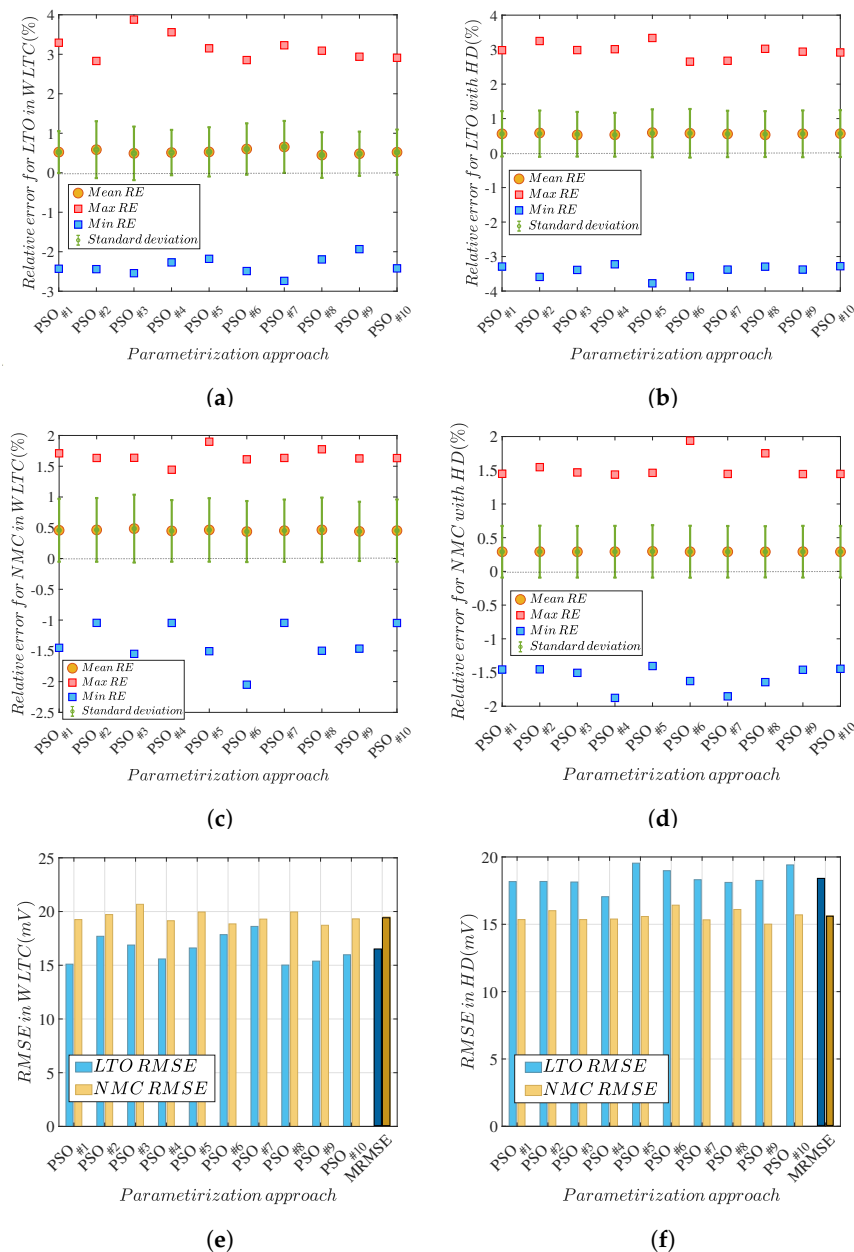 Relative error for LTO in WLTC(%)
4
3
2
1
0
-1
-2
-3
Mean RE
Max RE
Min RE
Standard deviation
PSO #1
PSO #2
PSO #3
PSO #4
PSO #5
PSO #6
PSO #7
PSO #8
PSO #9
PSO #10
Parametirization approach
(a)
Relative error for LTO with HD(%)
4
3
2
1
0
-1
-2
-3
-4
Mean RE
Max RE
Min RE
Standard deviation
PSO #1
PSO #2
PSO #3
PSO #4
PSO #5
PSO #6
PSO #7
PSO #8
PSO #9
PSO #10
Parametirization approach
(b)
Relative error for NMC in WLTC(%)
2
1.5
1
0.5
0
-0.5
-1
-1.5
-2
-2.5
Mean RE
Max RE
Min RE
Standard deviation
PSO #1
PSO #2
PSO #3
PSO #4
PSO #5
PSO #6
PSO #7
PSO #8
PSO #9
PSO #10
Parametirization approach
(c)
Relative error for NMC with HD(%)
2
1.5
1
0.5
0
-0.5
-1
-1.5
-2
Mean RE
Max RE
Min RE
Standard deviation
PSO #1
PSO #2
PSO #3
PSO #4
PSO #5
PSO #6
PSO #7
PSO #8
PSO #9
PSO #10
Parametirization approach
(d)
RMSE in WLTC(mV)
25
20
15
10
5
0
LTO RMSE
NMC RMSE
PSO #1
PSO #2
PSO #3
PSO #4
PSO #5
PSO #6
PSO #7
PSO #8
PSO #9
PSO #10
MRMSE
Parametirization approach
(e)
RMSE in HD(mV)
20
15
10
5
0
LTO RMSE
NMC RMSE
PSO #1
PSO #2
PSO #3
PSO #4
PSO #5
PSO #6
PSO #7
PSO #8
PSO #9
PSO #10
MRMSE
Parametirization approach
(f)